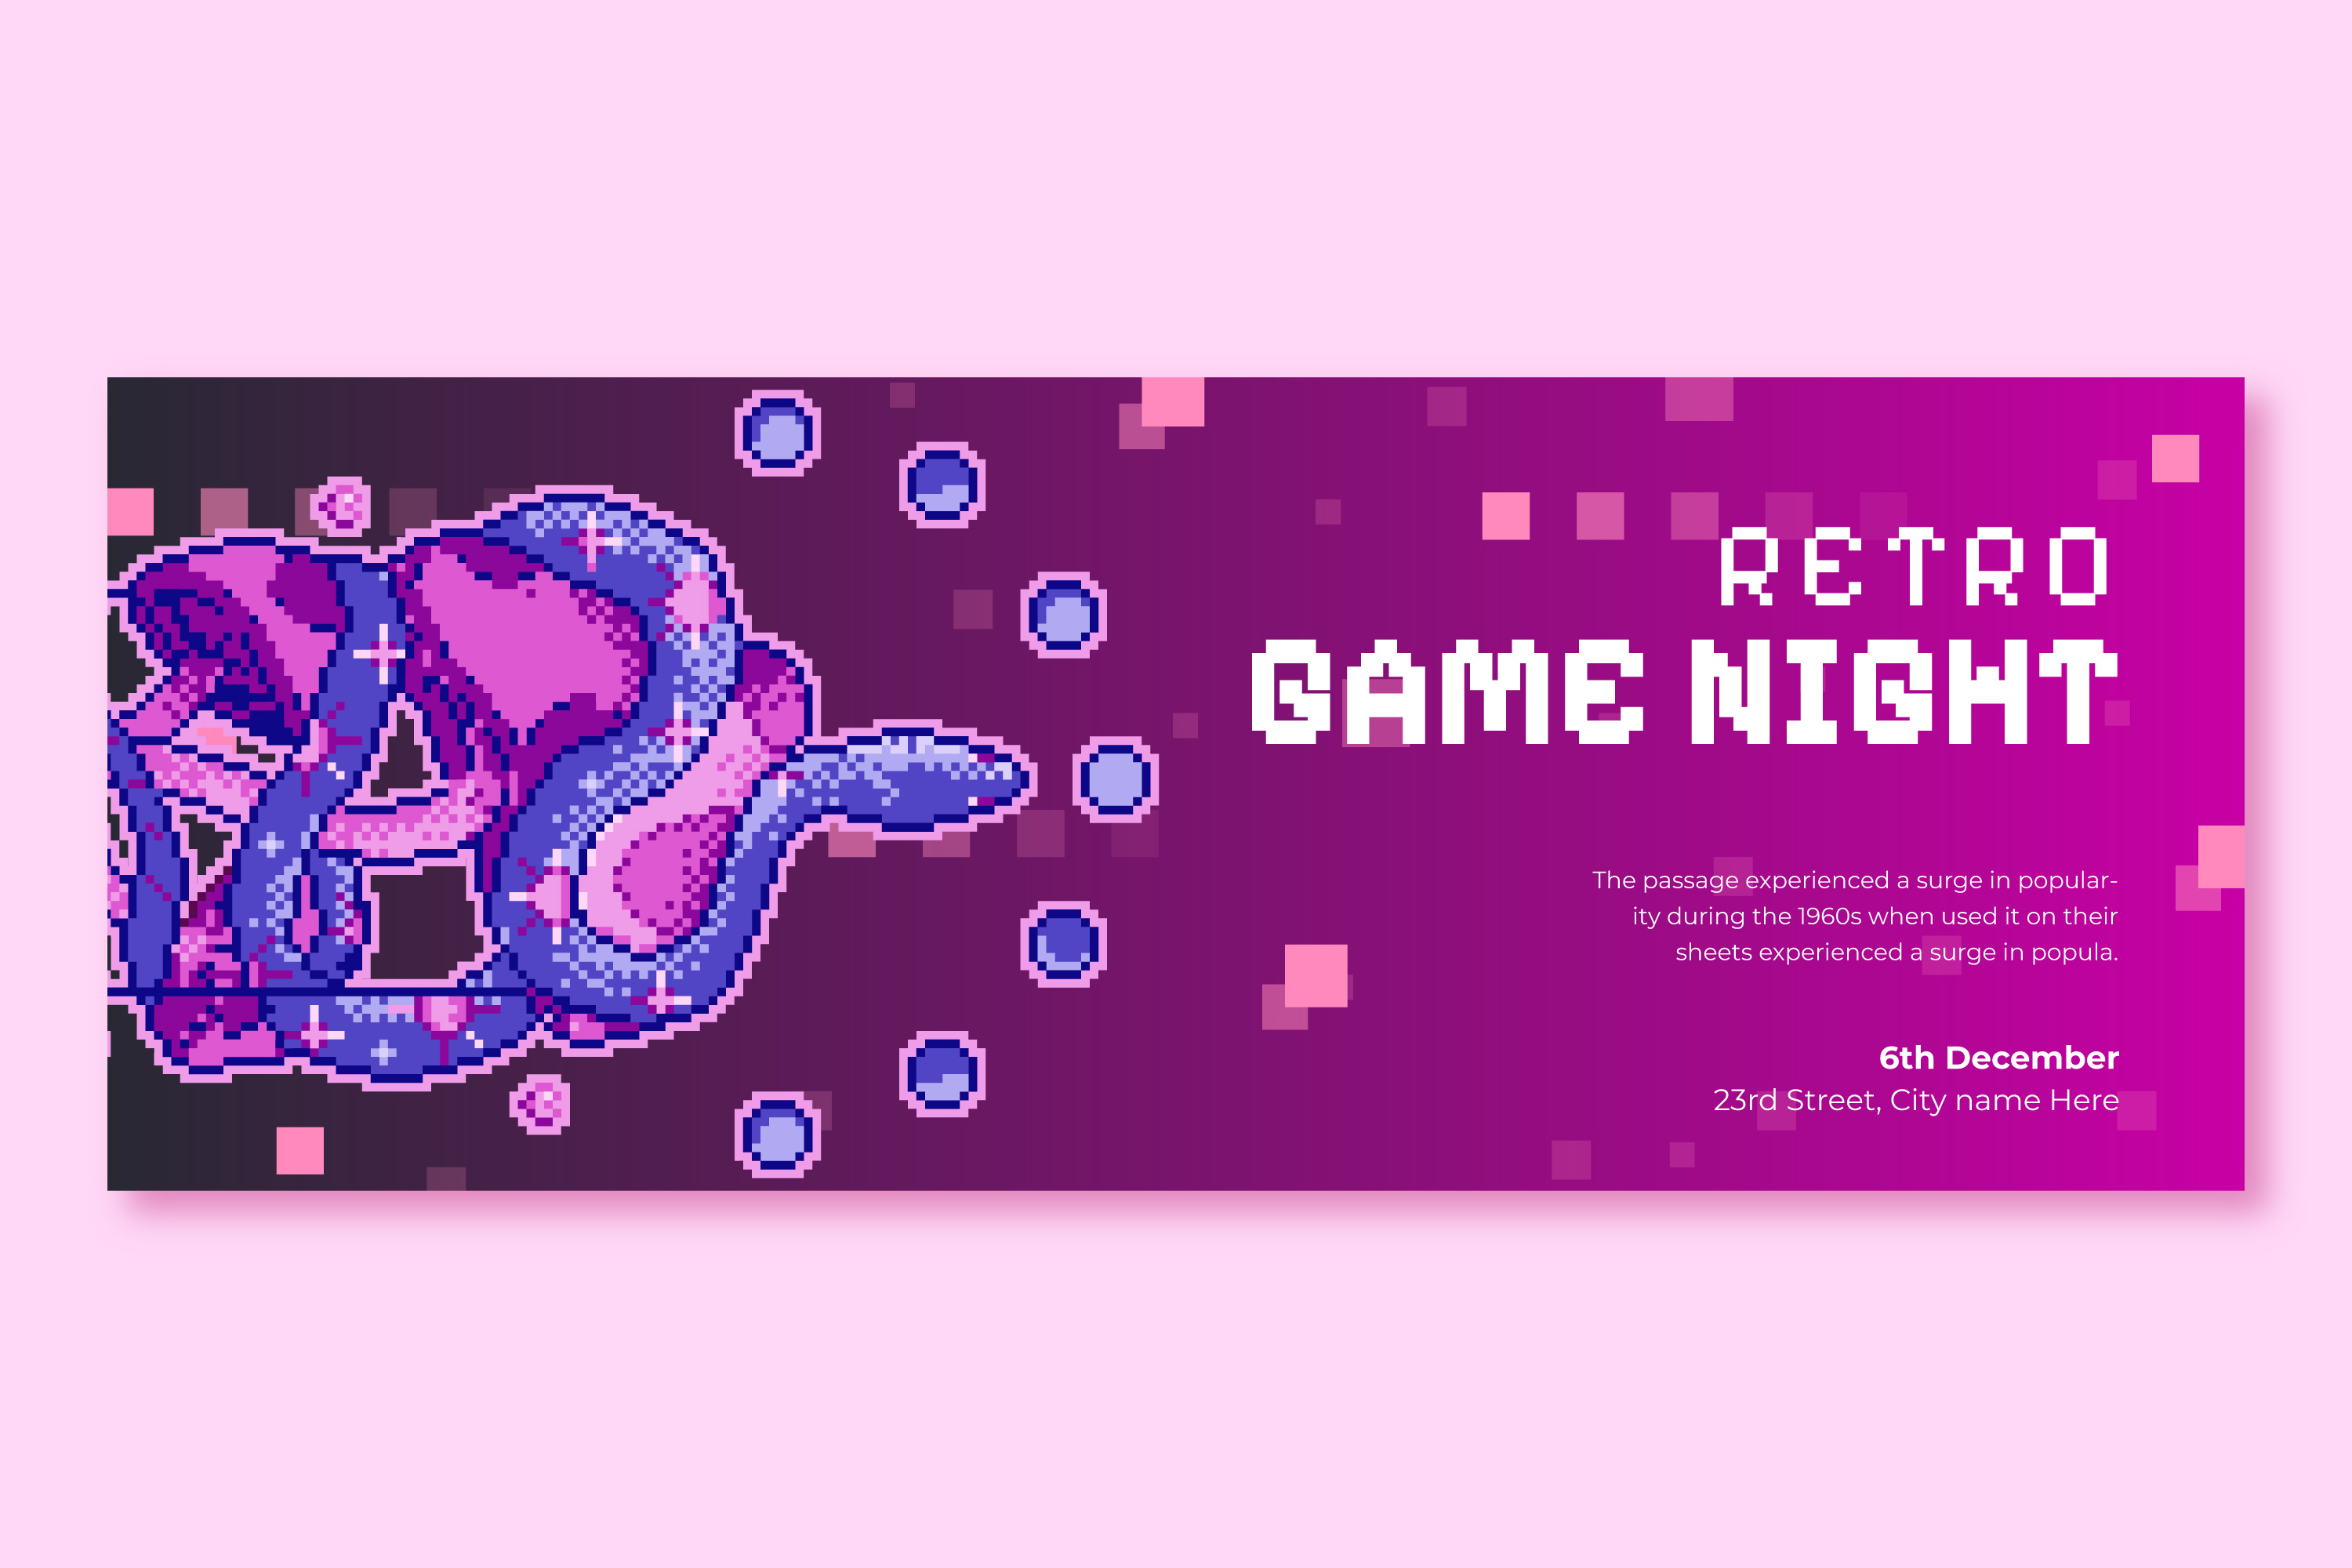 RETRO
GAME NIGHT
The passage experienced a surge in popular-
ity during the 1960s when used it on their
sheets experienced a surge in popula.
6th December
23rd Street, City name Here